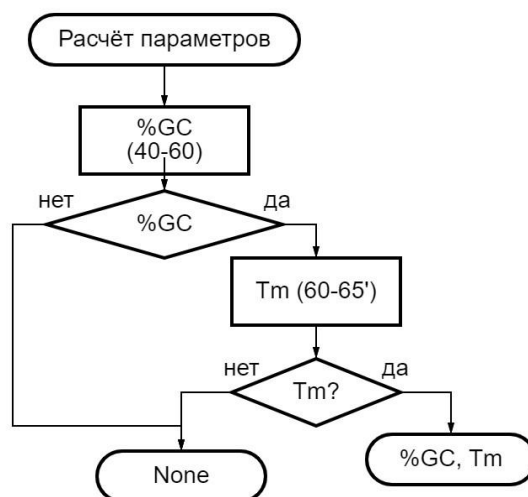 Расчёт параметров
%GC
(40-60)
нет
да
%GC
Tm (60-65')
нет
да
Tm?
%GC, Tm
None